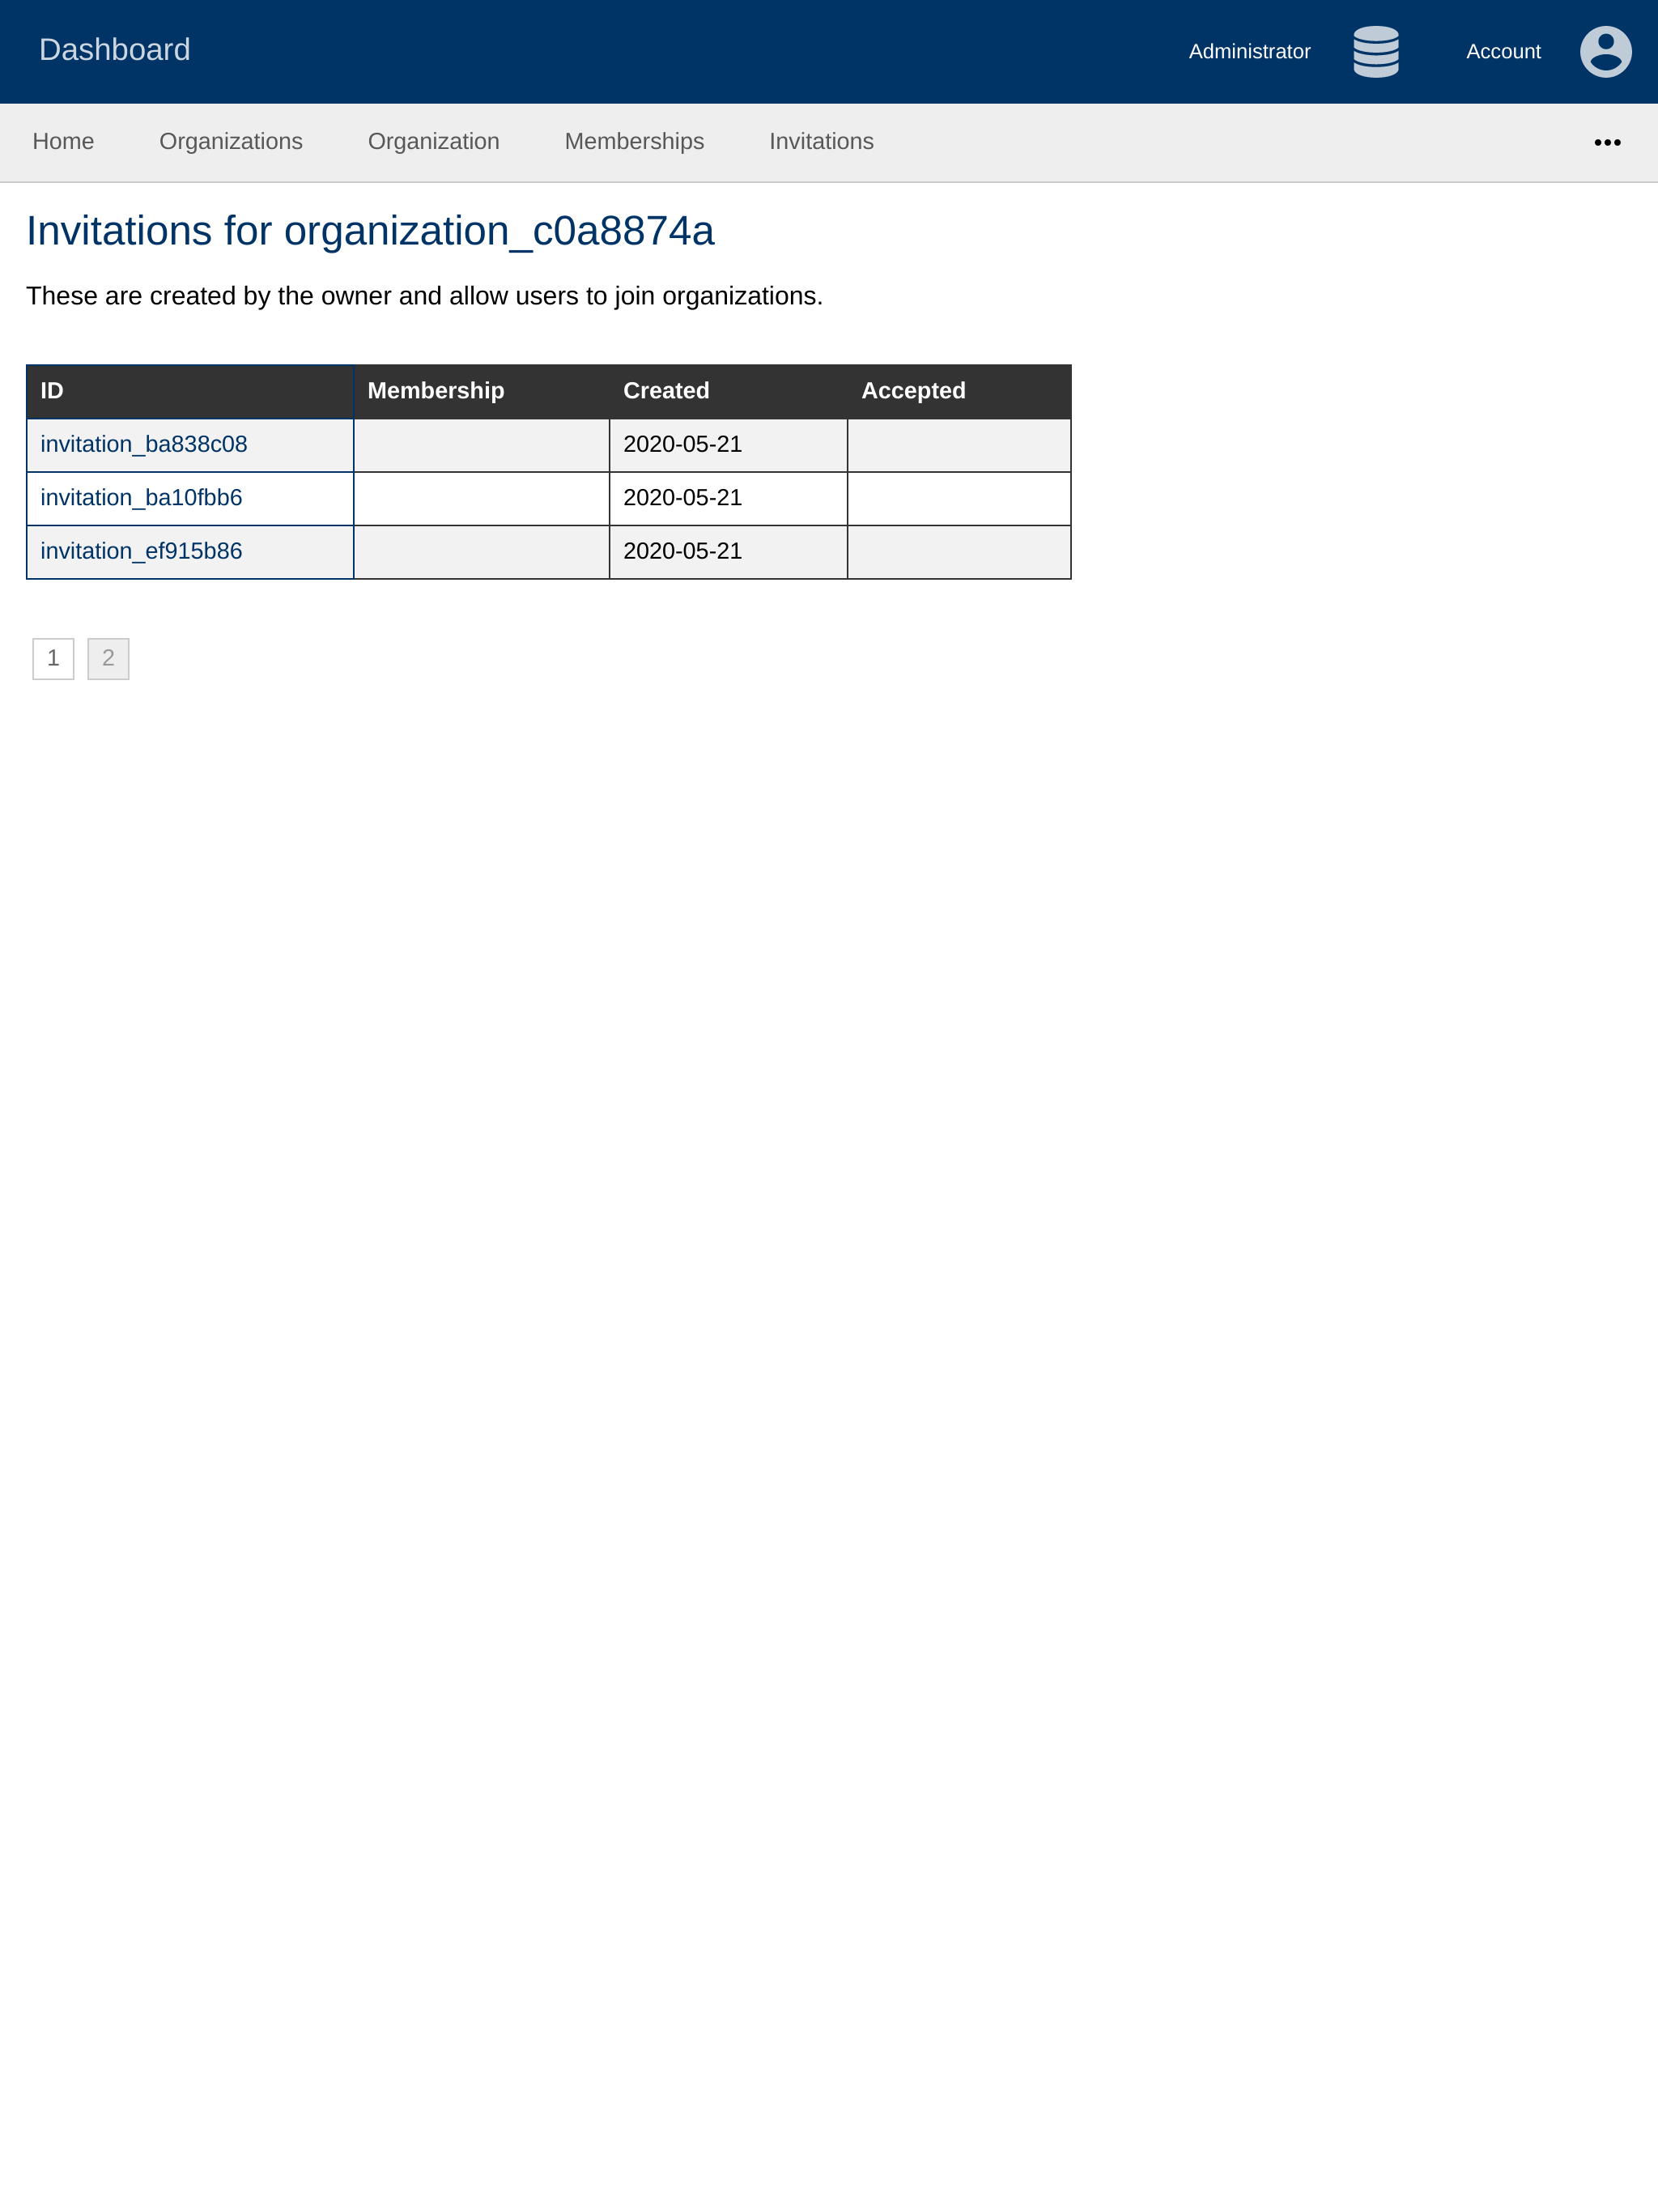 Dashboard Administrator Account
Home Organizations Organization Memberships Invitations •••
Invitations for organization_c0a8874a
These are created by the owner and allow users to join organizations.
ID Membership Created Accepted
invitation_ba838c08 2020-05-21
invitation_ba10fbb6 2020-05-21
invitation_ef915b86 2020-05-21
1 2